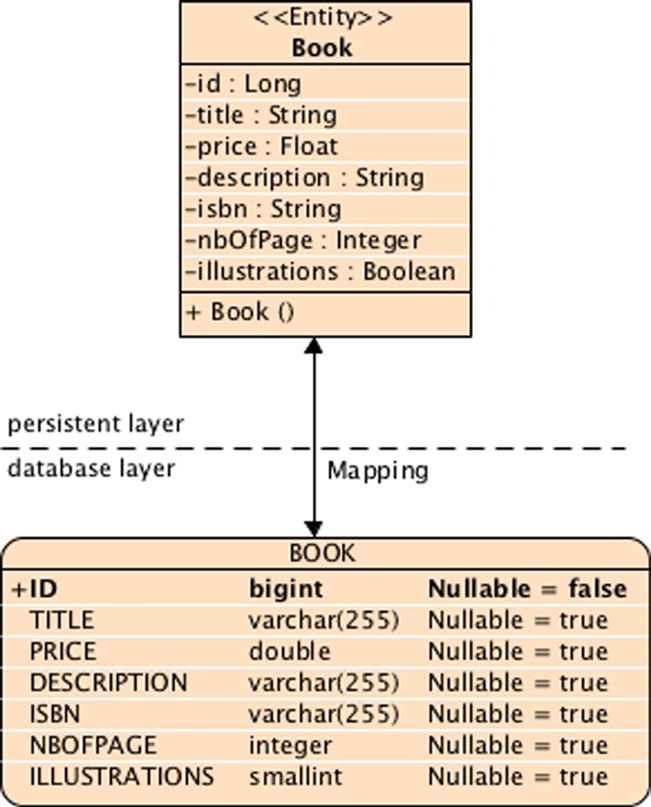 <<Entity>>
Book
-id : Long
-title : String
-price : Float
-description : String
-isbn : String
-nbOfPage : Integer
-illustrations : Boolean
+ Book ()
persistent layer
database layer
Mapping
BOOK
+ID bigint Nullable = false
TITLE varchar(255) Nullable = true
PRICE double Nullable = true
DESCRIPTION varchar(255) Nullable = true
ISBN varchar(255) Nullable = true
NBOFPAGE integer Nullable = true
ILLUSTRATIONS smallint Nullable = true